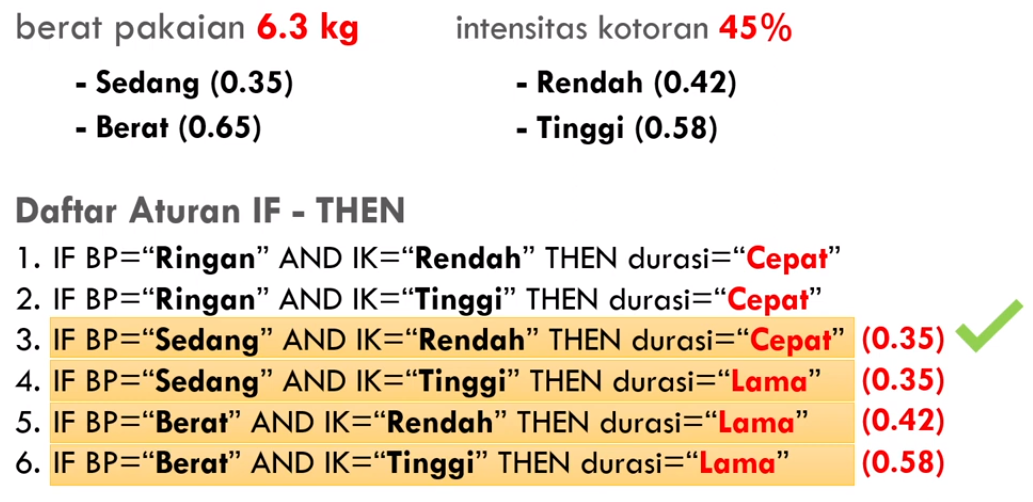 berat pakaian 6.3 kg
- Sedang (0.35)
- Berat (0.65)
intensitas kotoran 45%
- Rendah (0.42)
- Tinggi (0.58)
Daftar Aturan IF - THEN
1. IF BP=“Ringan” AND IK=“Rendah” THEN durasi=“Cepat”
2. IF BP=“Ringan” AND IK=“Tinggi” THEN durasi=“Cepat”
3. IF BP=“Sedang” AND IK=“Rendah” THEN durasi=“Cepat” (0.35)
4. IF BP=“Sedang” AND IK=“Tinggi” THEN durasi=“Lama” (0.35)
5. IF BP=“Berat” AND IK=“Rendah” THEN durasi=“Lama” (0.42)
6. IF BP=“Berat” AND IK=“Tinggi” THEN durasi=“Lama” (0.58)